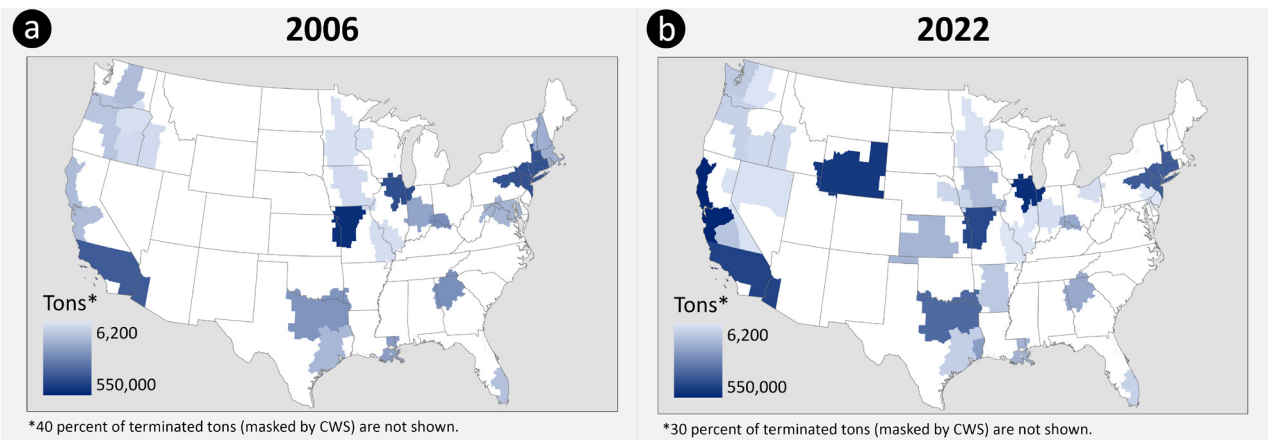 a
2006
Tons*
6,200
550,000
*40 percent of terminated tons (masked by CWS) are not shown.
b
2022
Tons*
6,200
550,000
*30 percent of terminated tons (masked by CWS) are not shown.